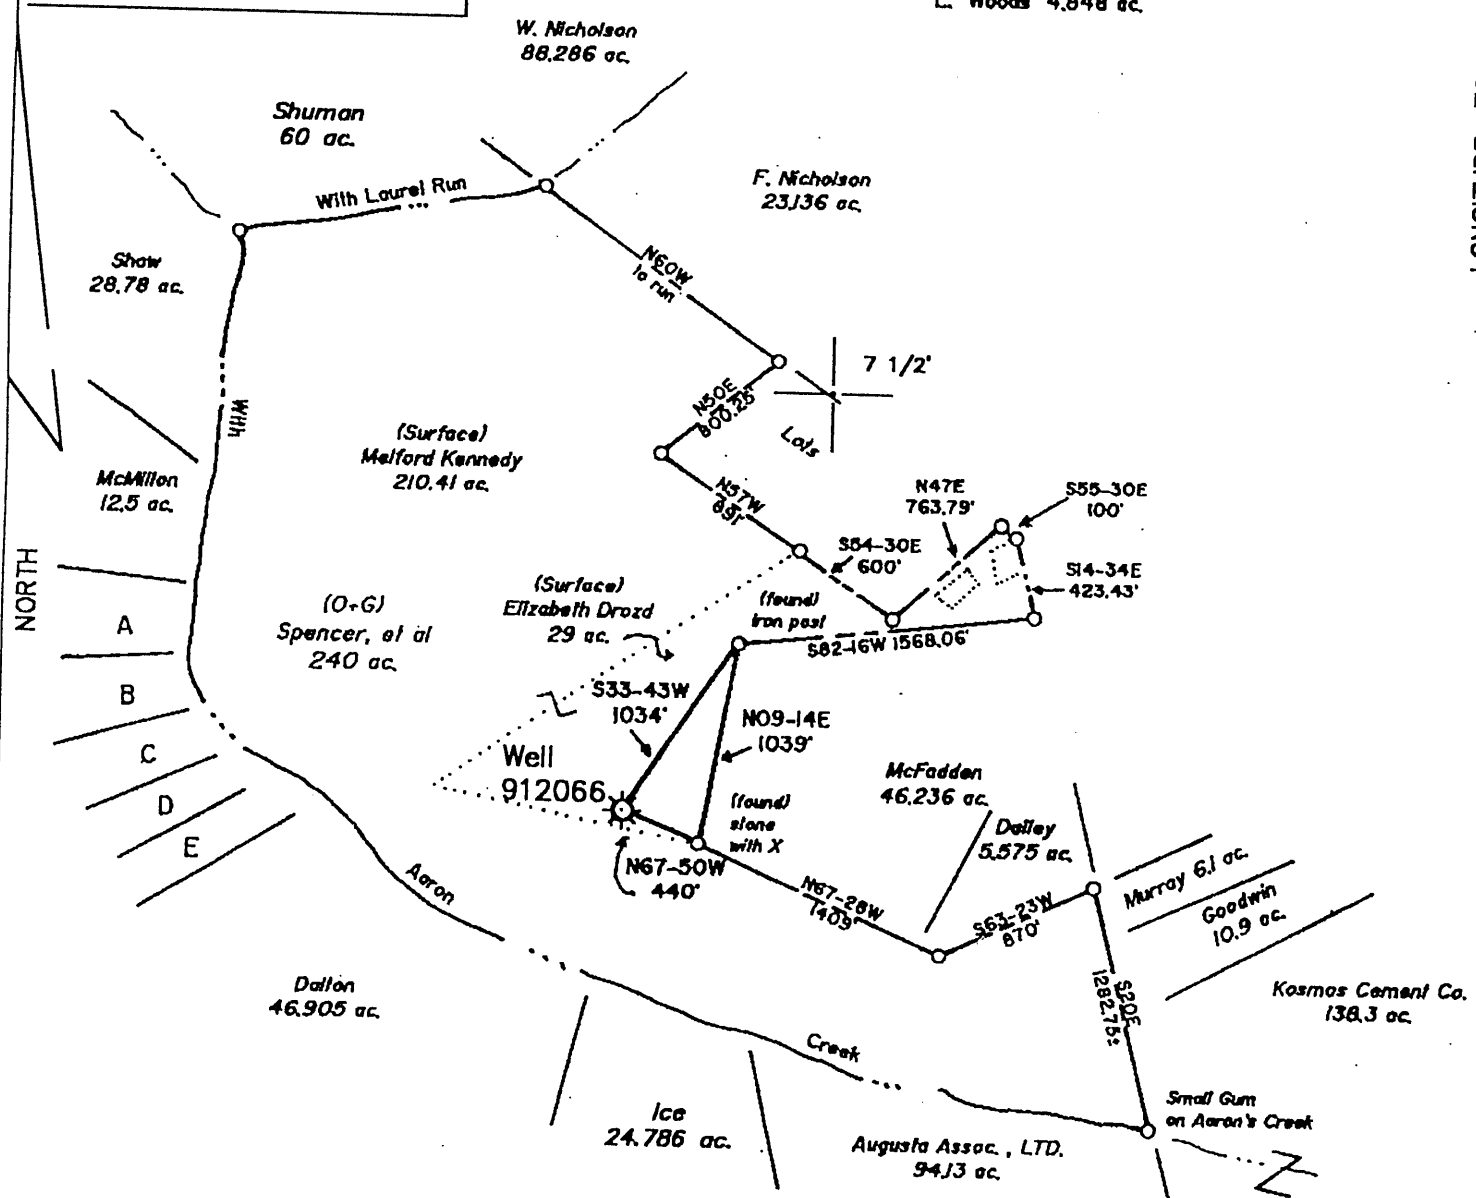 L. Woods 4.848 ac.
W. Nicholson
88.286 ac.
Shuman
60 ac.
With Laurel Run
F. Nicholson
23.136 ac.
Shaw
28.78 ac.
N60W
to run
7 1/2'
N50E
800.25'
Lots
With
(Surface)
Melford Kennedy
210.41 ac.
McMillan
12.5 ac.
N57W
691'
N47E
763.79'
S55-30E
100'
S54-30E
600'
S14-34E
423.43'
NORTH
(Surface)
Elizabeth Drozd
29 ac.
(found)
Iron post
(O+G)
Spencer, et al
240 ac.
A
S82-16W 1568.06'
B
S33-43W
1034'
N09-14E
1039'
C
Well
912066
McFadden
46.236 ac.
D
(found)
stone
with X
Dailey
5.575 ac.
E
N67-50W
440'
Murray 6.1 ac.
Aaron
N67-28W
1409'
S63-23W
870'
Goodwin
10.9 ac.
Dalton
46.905 ac.
S20E
1282.75±
Kosmos Cement Co.
138.3 ac.
Creek
Small Gum
on Aaron's Creek
Ice
24.786 ac.
Augusta Assoc., LTD.
94.13 ac.